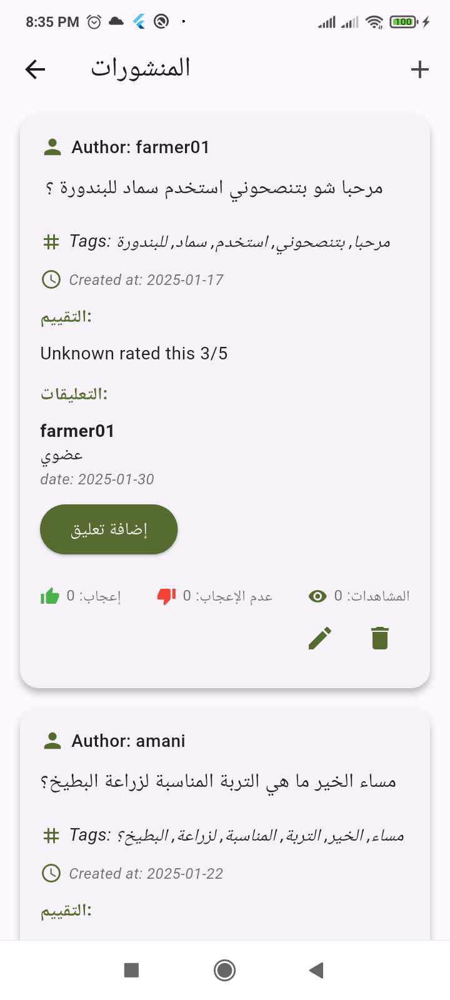 8:35 PM
100
المنشورات
Author: farmer01
مرحبا شو بتنصحوني استخدم سماد للبندورة ؟
Tags: مرحبا, بتنصحوني, استخدم, سماد, للبندورة
Created at: 2025-01-17
التقييم:
Unknown rated this 3/5
التعليقات:
farmer01
عضوي
date: 2025-01-30
إضافة تعليق
إعجاب: 0
عدم الإعجاب: 0
المشاهدات: 0
Author: amani
مساء الخير ما هي التربة المناسبة لزراعة البطيخ؟
Tags: مساء, الخير, التربة, المناسبة, لزراعة, البطيخ؟
Created at: 2025-01-22
التقييم: